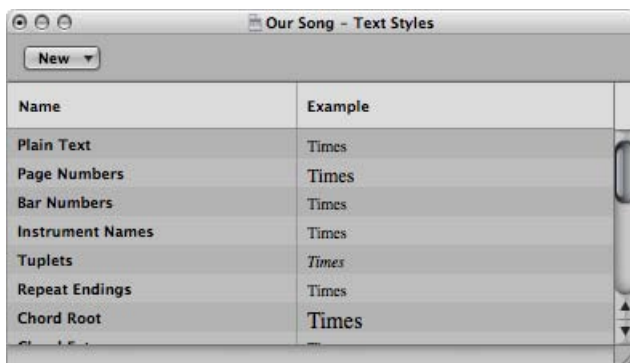 Our Song – Text Styles
New
Name Example
Plain Text Times
Page Numbers Times
Bar Numbers Times
Instrument Names Times
Tuplets Times
Repeat Endings Times
Chord Root Times